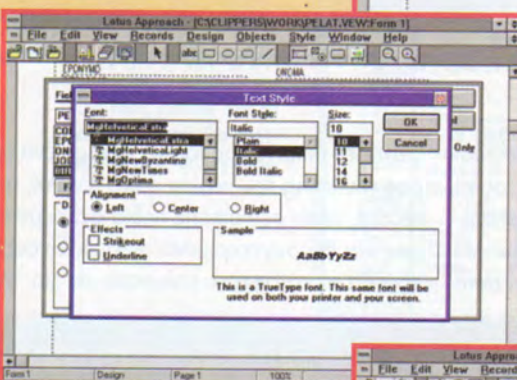 Lotus Approach - [C:\CLIPPERS\WORK\PELAT.VEW:Form 1]
File Edit View Records Design Objects Style Window Help
abc
EPONYMO ONOMA
Text Style
Font: Font Style: Size:
MgHelveticaExtra Italic 10 OK
MgHelveticaExtra Plain 10 Cancel
MgHelveticaLight Italic 11
MgNewByzantine Bold 12
MgNewTimes Bold Italic 14
MgOptima 16
Only
Alignment
Left Center Right
Effects Sample
Strikeout
Underline
AaBbYyZz
This is a TrueType font. This same font will be
used on both your printer and your screen.
Form 1 Design Page 1 100%
File Edit View